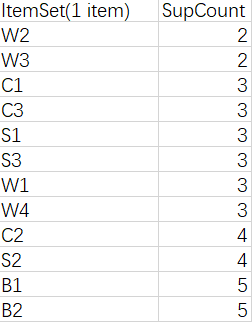 ItemSet(1 item) SupCount
W2 2
W3 2
C1 3
C3 3
S1 3
S3 3
W1 3
W4 3
C2 4
S2 4
B1 5
B2 5